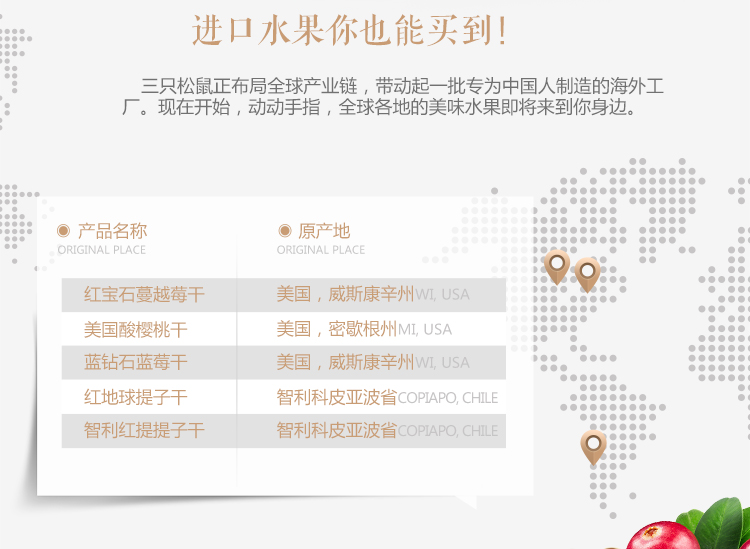 进口水果你也能买到!
三只松鼠正布局全球产业链，带动起一批专为中国人制造的海外工
厂。现在开始，动动手指，全球各地的美味水果即将来到你身边。
产品名称 原产地
ORIGINAL PLACE ORIGINAL PLACE
红宝石蔓越莓干 美国，威斯康辛州WI, USA
美国酸樱桃干 美国，密歇根州MI, USA
蓝钻石蓝莓干 美国，威斯康辛州WI, USA
红地球提子干 智利科皮亚波省COPIAPO, CHILE
智利红提提子干 智利科皮亚波省COPIAPO, CHILE